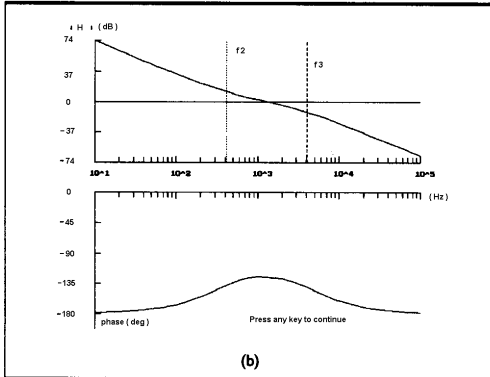 | H | (dB)
74
f2
f3
37
0
-37
-74
10^1 10^2 10^3 10^4 10^5
0
(Hz)
-45
-90
-135
-180
phase (deg) Press any key to continue
(b)